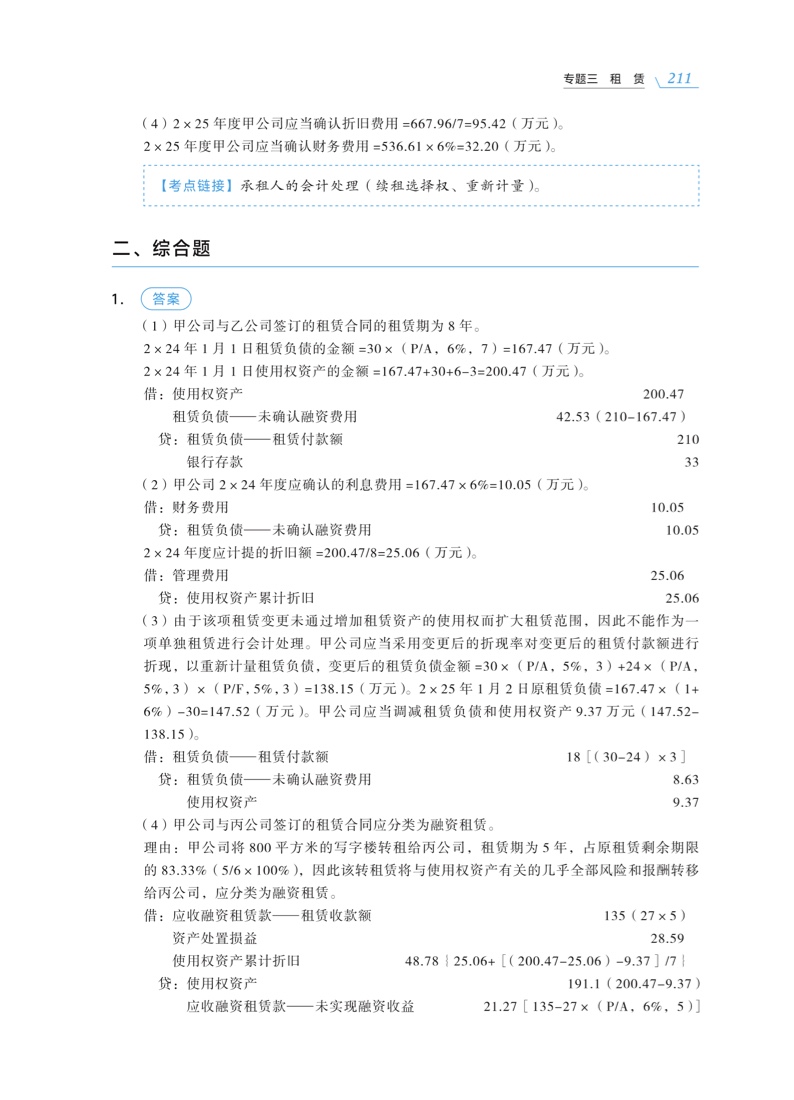 专题三 租 赁 211
（4）2×25 年度甲公司应当确认折旧费用 =667.96/7=95.42（万元）。
2×25 年度甲公司应当确认财务费用 =536.61×6%=32.20（万元）。
【考点链接】承租人的会计处理（续租选择权、重新计量）。
二、综合题
1. 答案
（1）甲公司与乙公司签订的租赁合同的租赁期为 8 年。
2×24 年 1 月 1 日租赁负债的金额 =30×（P/A，6%，7）=167.47（万元）。
2×24 年 1 月 1 日使用权资产的金额 =167.47+30+6-3=200.47（万元）。
借：使用权资产 200.47
租赁负债——未确认融资费用 42.53（210-167.47）
贷：租赁负债——租赁付款额 210
银行存款 33
（2）甲公司 2×24 年度应确认的利息费用 =167.47×6%=10.05（万元）。
借：财务费用 10.05
贷：租赁负债——未确认融资费用 10.05
2×24 年度应计提的折旧额 =200.47/8=25.06（万元）。
借：管理费用 25.06
贷：使用权资产累计折旧 25.06
（3）由于该项租赁变更未通过增加租赁资产的使用权而扩大租赁范围，因此不能作为一
项单独租赁进行会计处理。甲公司应当采用变更后的折现率对变更后的租赁付款额进行
折现，以重新计量租赁负债，变更后的租赁负债金额 =30×（P/A，5%，3）+24×（P/A，
5%，3）×（P/F，5%，3）=138.15（万元）。2×25 年 1 月 2 日原租赁负债 =167.47×（1+
6%）-30=147.52（万元）。甲公司应当调减租赁负债和使用权资产 9.37 万元（147.52-
138.15）。
借：租赁负债——租赁付款额 18［（30-24）×3］
贷：租赁负债——未确认融资费用 8.63
使用权资产 9.37
（4）甲公司与丙公司签订的租赁合同应分类为融资租赁。
理由：甲公司将 800 平方米的写字楼转租给丙公司，租赁期为 5 年，占原租赁剩余期限
的 83.33%（5/6×100%），因此该转租赁将与使用权资产有关的几乎全部风险和报酬转移
给丙公司，应分类为融资租赁。
借：应收融资租赁款——租赁收款额 135（27×5）
资产处置损益 28.59
使用权资产累计折旧 48.78｛25.06+［（200.47-25.06）-9.37］/7｝
贷：使用权资产 191.1（200.47-9.37）
应收融资租赁款——未实现融资收益 21.27［135-27×（P/A，6%，5）］